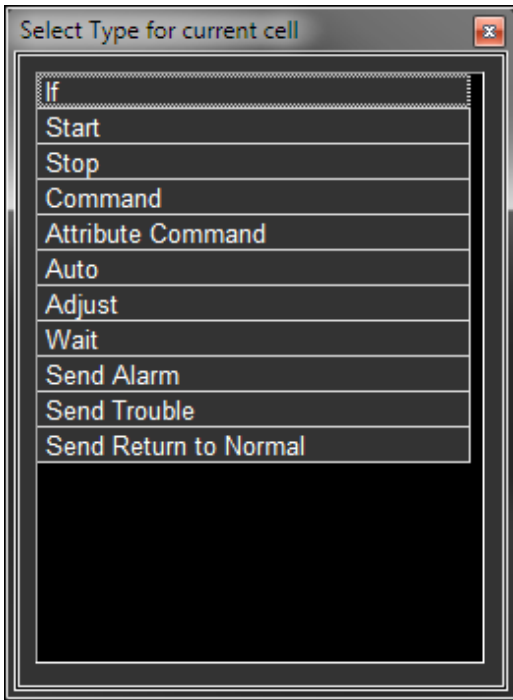 Select Type for current cell
If
Start
Stop
Command
Attribute Command
Auto
Adjust
Wait
Send Alarm
Send Trouble
Send Return to Normal